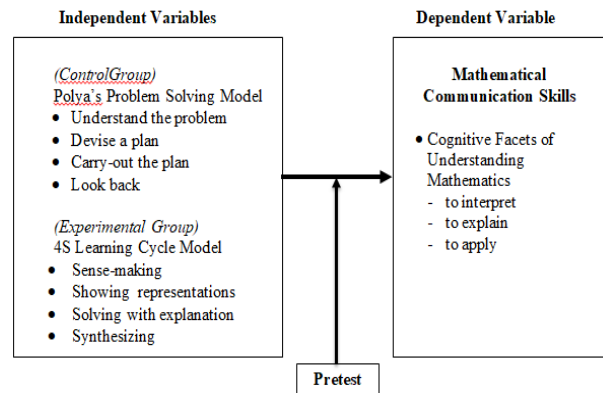 Independent Variables
Dependent Variable
(ControlGroup)
Polya's Problem Solving Model
• Understand the problem
• Devise a plan
• Carry-out the plan
• Look back
(Experimental Group)
4S Learning Cycle Model
• Sense-making
• Showing representations
• Solving with explanation
• Synthesizing
Mathematical
Communication Skills
• Cognitive Facets of
Understanding
Mathematics
- to interpret
- to explain
- to apply
Pretest